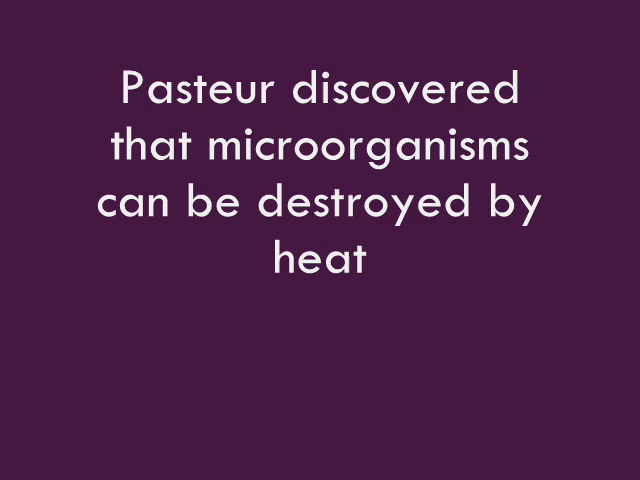 Pasteur discovered
that microorganisms
can be destroyed by
heat